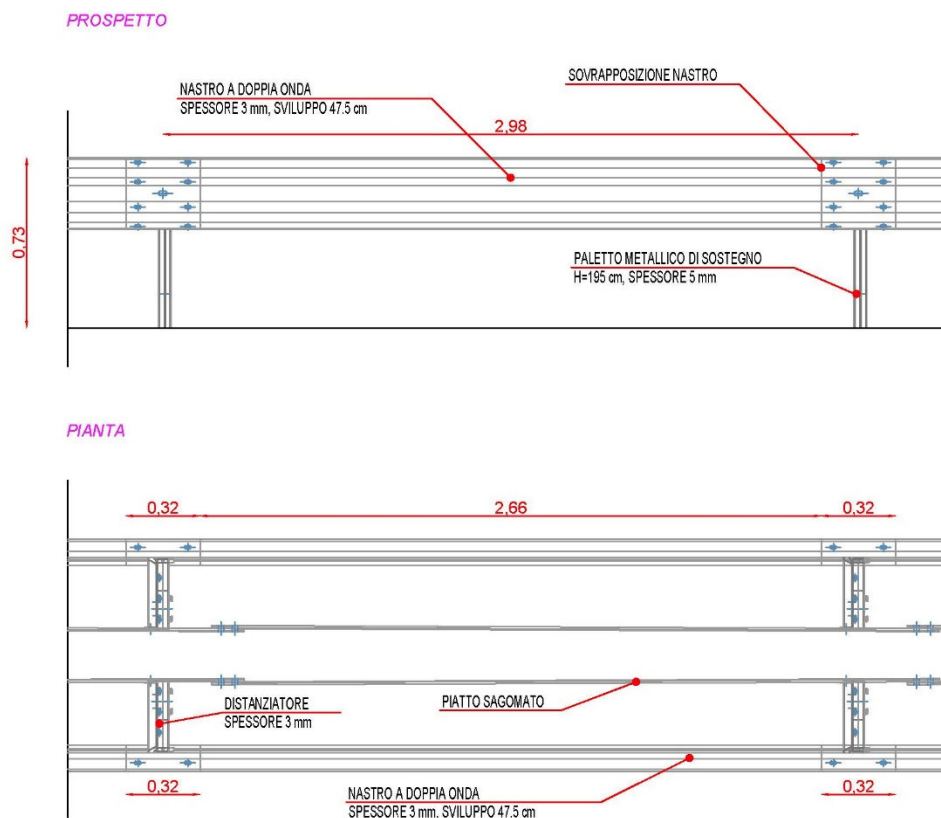 PROSPETTO
NASTRO A DOPPIA ONDA
SPESSORE 3 mm, SVILUPPO 47.5 cm
SOVRAPPOSIZIONE NASTRO
2,98
0,73
PALETTO METALLICO DI SOSTEGNO
H=195 cm, SPESSORE 5 mm
PIANTA
0,32
2,66
0,32
DISTANZIATORE
SPESSORE 3 mm
PIATTO SAGOMATO
0,32
0,32
NASTRO A DOPPIA ONDA
SPESSORE 3 mm, SVILUPPO 47.5 cm